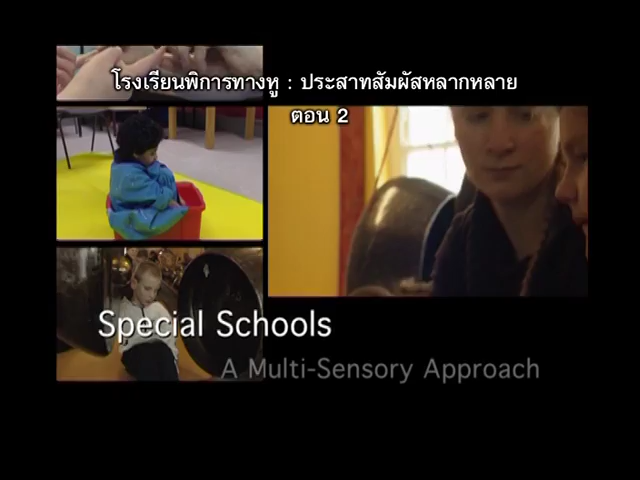 โรงเรียนพิการทางหู : ประสาทสัมผัสหลากหลาย
ตอน 2
Special Schools
A Multi-Sensory Approach